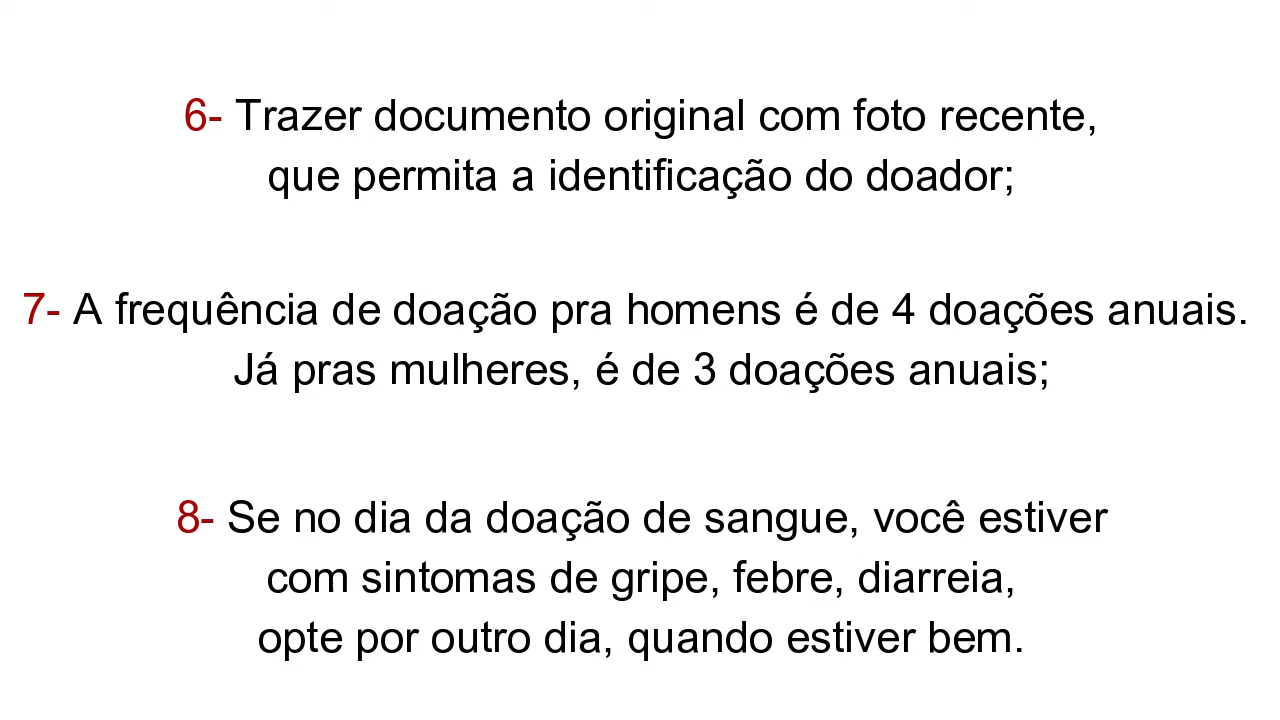 6- Trazer documento original com foto recente,
que permita a identificação do doador;
7- A frequência de doação pra homens é de 4 doações anuais.
Já pras mulheres, é de 3 doações anuais;
8- Se no dia da doação de sangue, você estiver
com sintomas de gripe, febre, diarreia,
opte por outro dia, quando estiver bem.